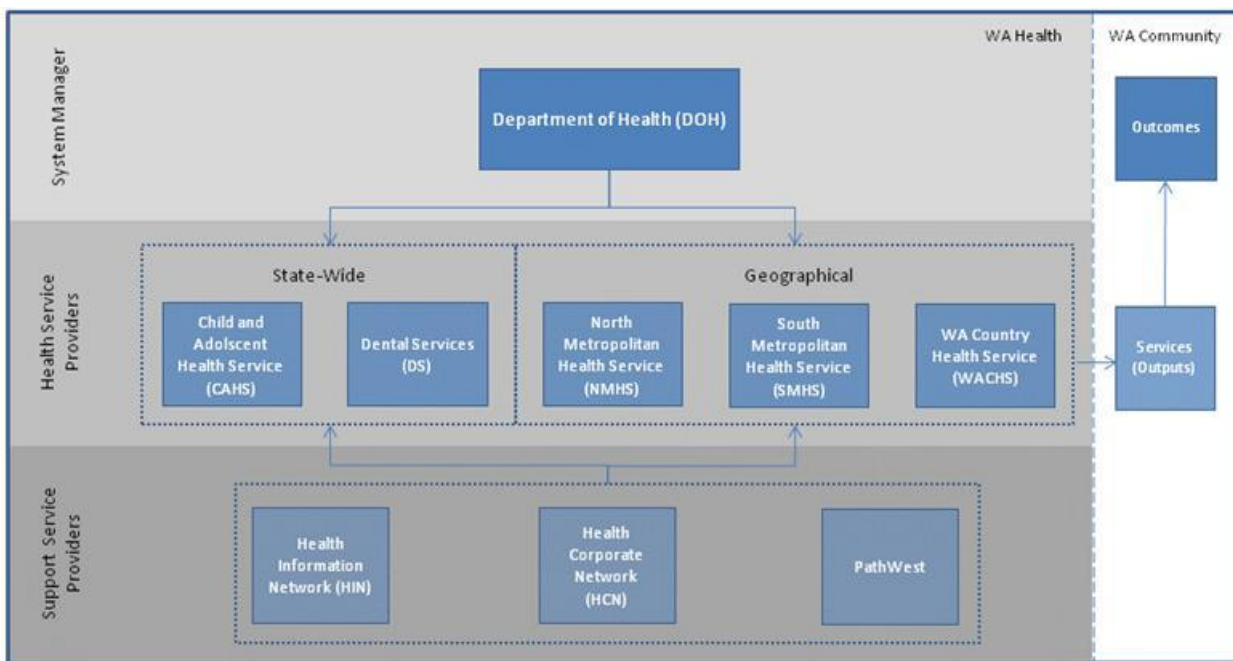 WA Health
WA Community
System Manager
Department of Health (DOH)
Outcomes
Health Service
Providers
State-Wide
Geographical
Child and
Adolscent
Health Service
(CAHS)
Dental Services
(DS)
North
Metropolitan
Health Service
(NMHS)
South
Metropolitan
Health Service
(SMHS)
WA Country
Health Service
(WACHS)
Services
(Outputs)
Support Service
Providers
Health
Information
Network (HIN)
Health
Corporate
Network
(HCN)
PathWest